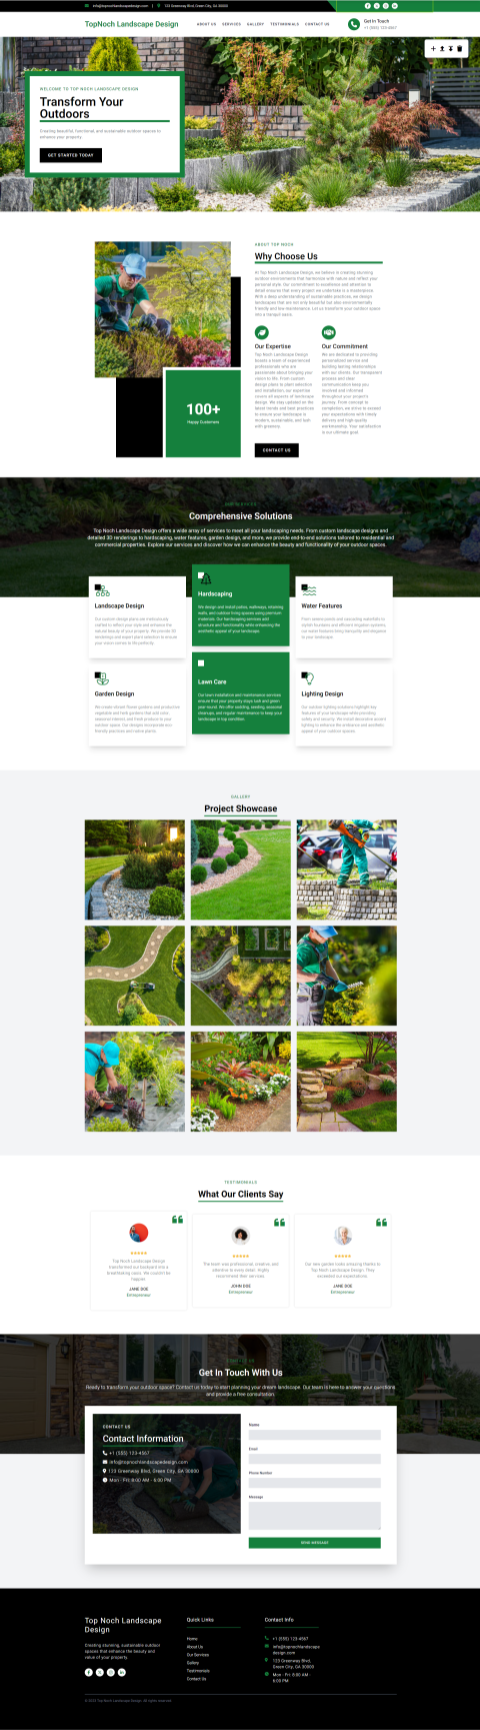 info@topnochlandscapedesign.com | 123 Greenway Blvd, Green City, GA 30000
TopNoch Landscape Design
ABOUT US SERVICES GALLERY TESTIMONIALS CONTACT US
Get In Touch
+1 (555) 123-4567
WELCOME TO TOP NOCH LANDSCAPE DESIGN
Transform Your
Outdoors
Creating beautiful, functional, and sustainable outdoor spaces to
enhance your property.
GET STARTED TODAY
ABOUT TOP NOCH
Why Choose Us
At Top Noch Landscape Design, we believe in creating stunning
outdoor environments that harmonize with nature and reflect your
personal style. Our commitment to excellence and attention to
detail ensures that every project we undertake is a masterpiece.
With a deep understanding of sustainable practices, we design
landscapes that are not only beautiful but also environmentally
friendly and low-maintenance. Let us transform your outdoor space
into a tranquil oasis.
Our Expertise
Top Noch Landscape Design
boasts a team of experienced
professionals who are
passionate about bringing your
vision to life. From custom
design plans to plant selection
and installation, our expertise
covers all aspects of landscape
design. We stay updated on the
latest trends and best practices
to ensure your landscape is
modern, sustainable, and lush
with greenery.
Our Commitment
We are dedicated to providing
personalized service and
building lasting relationships
with our clients. Our transparent
process and clear
communication keep you
involved and informed
throughout your project's
journey. From concept to
completion, we strive to exceed
your expectations with timely
delivery and high-quality
workmanship. Your satisfaction
is our ultimate goal.
100+
Happy Customers
CONTACT US
OUR SERVICES
Comprehensive Solutions
Top Noch Landscape Design offers a wide array of services to meet all your landscaping needs. From custom landscape designs and
detailed 3D renderings to hardscaping, water features, garden design, and more, we provide end-to-end solutions tailored to residential and
commercial properties. Explore our services and discover how we can enhance the beauty and functionality of your outdoor spaces.
Landscape Design
Our custom design plans are meticulously
crafted to reflect your style and enhance the
natural beauty of your property. We provide 3D
renderings and expert plant selection to ensure
your vision comes to life perfectly.
Hardscaping
We design and install patios, walkways, retaining
walls, and outdoor living spaces using premium
materials. Our hardscaping services add
structure and functionality while enhancing the
aesthetic appeal of your landscape.
Water Features
From serene ponds and cascading waterfalls to
stylish fountains and efficient irrigation systems,
our water features bring tranquility and elegance
to your landscape.
Garden Design
We create vibrant flower gardens and productive
vegetable and herb gardens that add color,
seasonal interest, and fresh produce to your
outdoor space. Our designs incorporate eco-
friendly practices and native plants.
Lawn Care
Our lawn installation and maintenance services
ensure that your property stays lush and green
year-round. We offer sodding, seeding, seasonal
cleanups, and regular maintenance to keep your
landscape in top condition.
Lighting Design
Our outdoor lighting solutions highlight key
features of your landscape while providing
safety and security. We install decorative accent
lighting to enhance the ambiance and aesthetic
appeal of your outdoor spaces.
GALLERY
Project Showcase
TESTIMONIALS
What Our Clients Say
Top Noch Landscape Design
transformed our backyard into a
breathtaking oasis. We couldn't be
happier.
JANE DOE
Entrepreneur
The team was professional, creative, and
attentive to every detail. Highly
recommend their services.
JOHN DOE
Entrepreneur
Our new garden looks amazing thanks to
Top Noch Landscape Design. They
exceeded our expectations.
JANE DOE
Entrepreneur
CONTACT US
Get In Touch With Us
Ready to transform your outdoor space? Contact us today to start planning your dream landscape. Our team is here to answer your questions
and provide a free consultation.
CONTACT US
Contact Information
+1 (555) 123-4567
info@topnochlandscapedesign.com
123 Greenway Blvd, Green City, GA 30000
Mon - Fri: 8:00 AM - 6:00 PM
Name
Email
Phone Number
Message
SEND MESSAGE
Top Noch Landscape
Design
Creating stunning, sustainable outdoor
spaces that enhance the beauty and
value of your property.
Quick Links
Home
About Us
Our Services
Gallery
Testimonials
Contact Us
Contact Info
+1 (555) 123-4567
info@topnochlandscape
design.com
123 Greenway Blvd,
Green City, GA 30000
Mon - Fri: 8:00 AM -
6:00 PM
© 2023 Top Noch Landscape Design. All rights reserved.